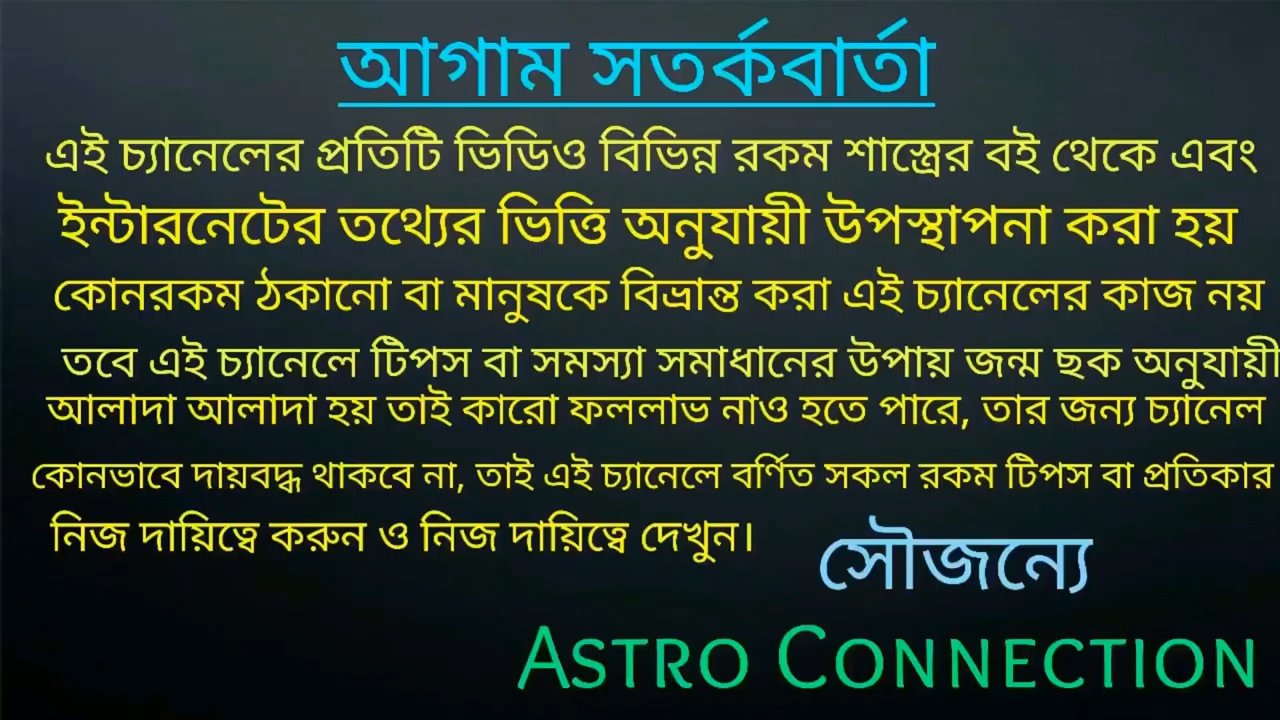 আগাম সতর্কবার্তা
এই চ্যানেলের প্রতিটি ভিডিও বিভিন্ন রকম শাস্ত্রের বই থেকে এবং
ইন্টারনেটের তথ্যের ভিত্তি অনুযায়ী উপস্থাপনা করা হয়
কোনরকম ঠকানো বা মানুষকে বিভ্রান্ত করা এই চ্যানেলের কাজ নয়
তবে এই চ্যানেলে টিপস বা সমস্যা সমাধানের উপায় জন্ম ছক অনুযায়ী
আলাদা আলাদা হয় তাই কারো ফললাভ নাও হতে পারে, তার জন্য চ্যানেল
কোনভাবে দায়বদ্ধ থাকবে না, তাই এই চ্যানেলে বর্ণিত সকল রকম টিপস বা প্রতিকার
নিজ দায়িত্বে করুন ও নিজ দায়িত্বে দেখুন।
সৌজন্যে
ASTRO CONNECTION